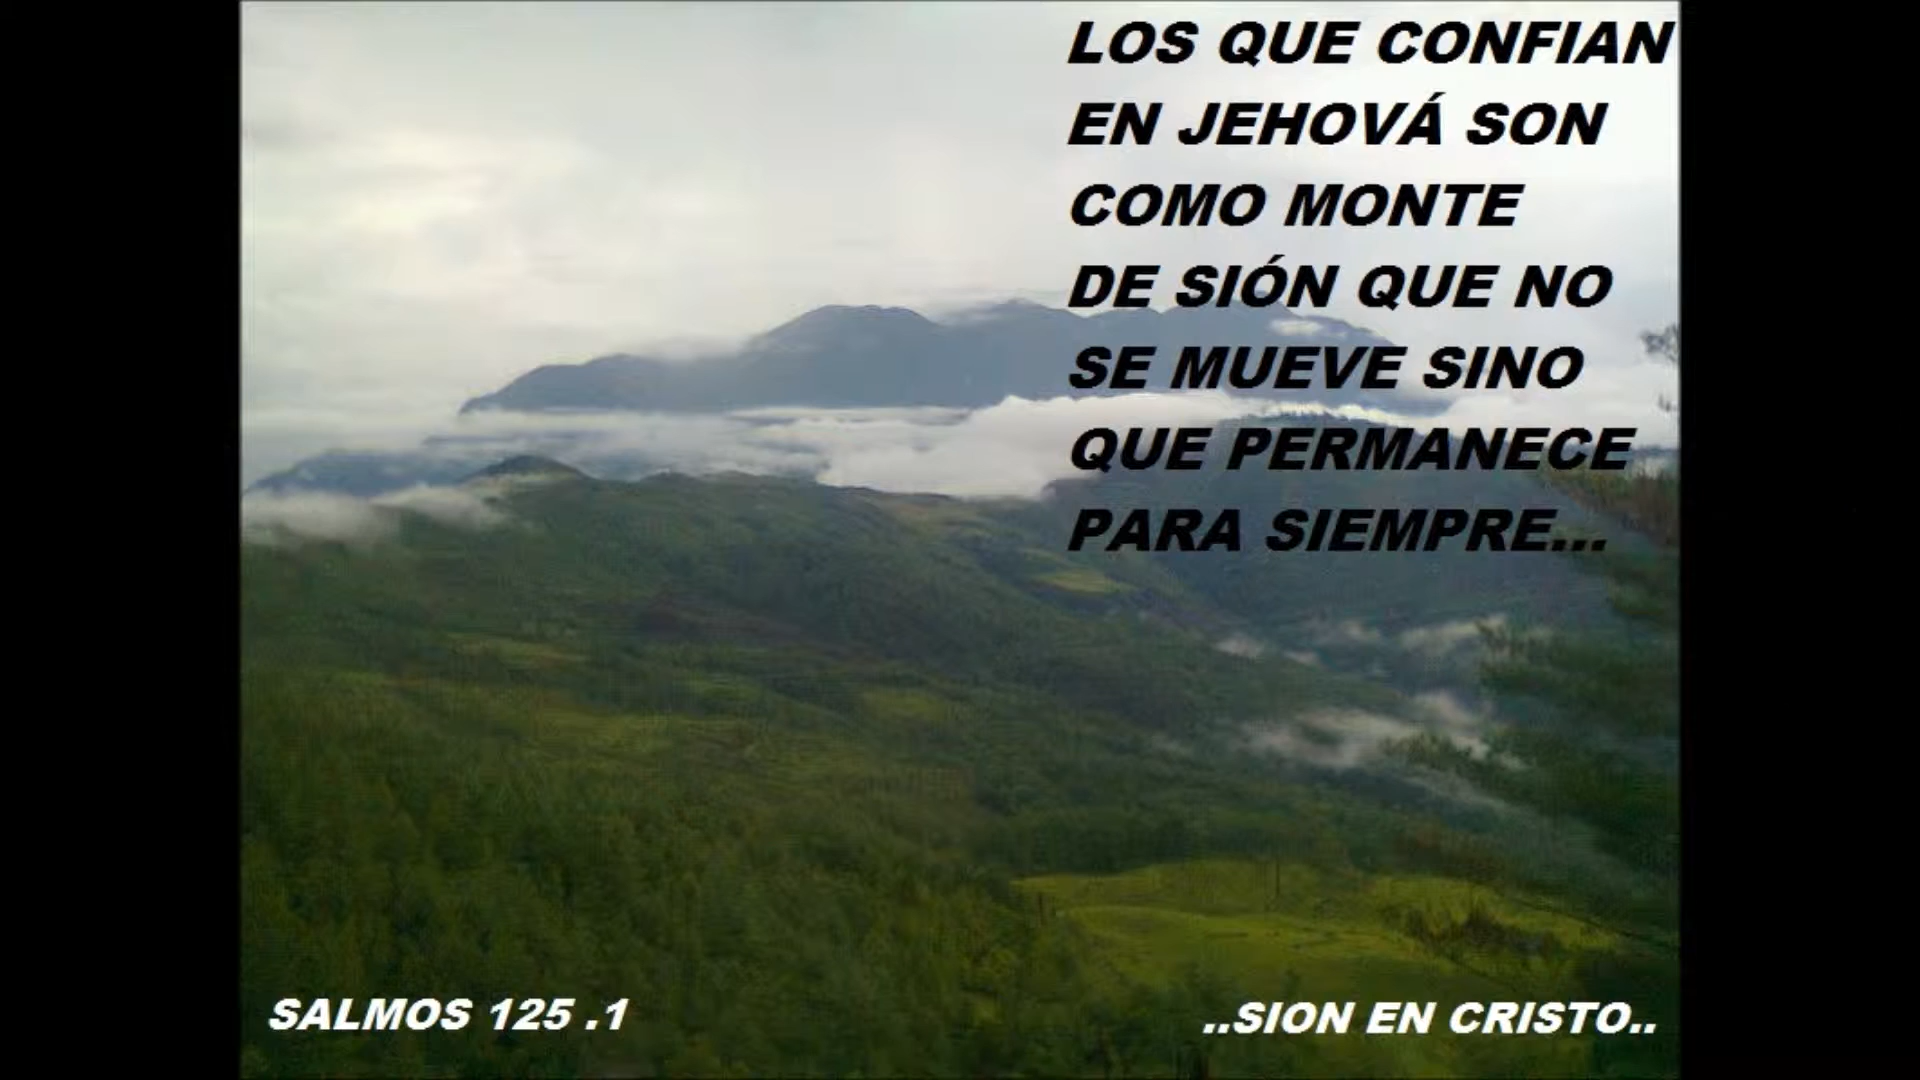 LOS QUE CONFIAN
EN JEHOVÁ SON
COMO MONTE
DE SIÓN QUE NO
SE MUEVE SINO
QUE PERMANECE
PARA SIEMPRE...
SALMOS 125 .1
..SION EN CRISTO..